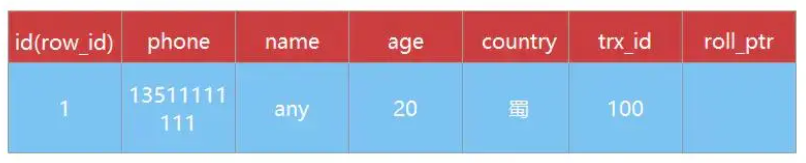 id(row_id) phone name age country trx_id roll_ptr
1 13511111 any 20 蜀 100
111